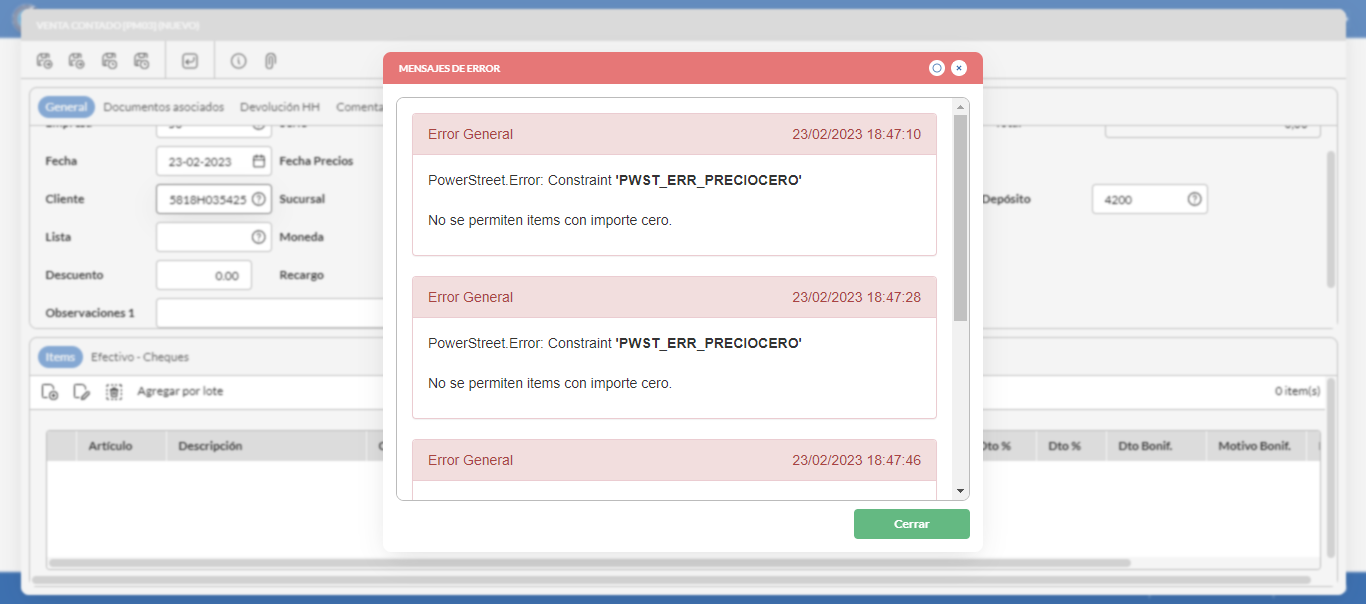 VENTA CONTADO (PM03) (NUEVO)
MENSAJES DE ERROR
General Documentos asociados Devolución HH
Error General 23/02/2023 18:47:10
PowerStreet.Error: Constraint 'PWST_ERR_PRECIOCERO'
No se permiten items con importe cero.
Error General 23/02/2023 18:47:28
PowerStreet.Error: Constraint 'PWST_ERR_PRECIOCERO'
No se permiten items con importe cero.
Error General 23/02/2023 18:47:46
Cerrar
Fecha 23-02-2023 Fecha Precios
Cliente 5818H035425 Sucursal Depósito 4200
Lista Moneda
Descuento 0.00 Recargo
Observaciones 1
Items Efectivo - Cheques
Agregar por lote 0 item(s)
Artículo Descripción Dto % Dto % Dto Bonif. Motivo Bonif.